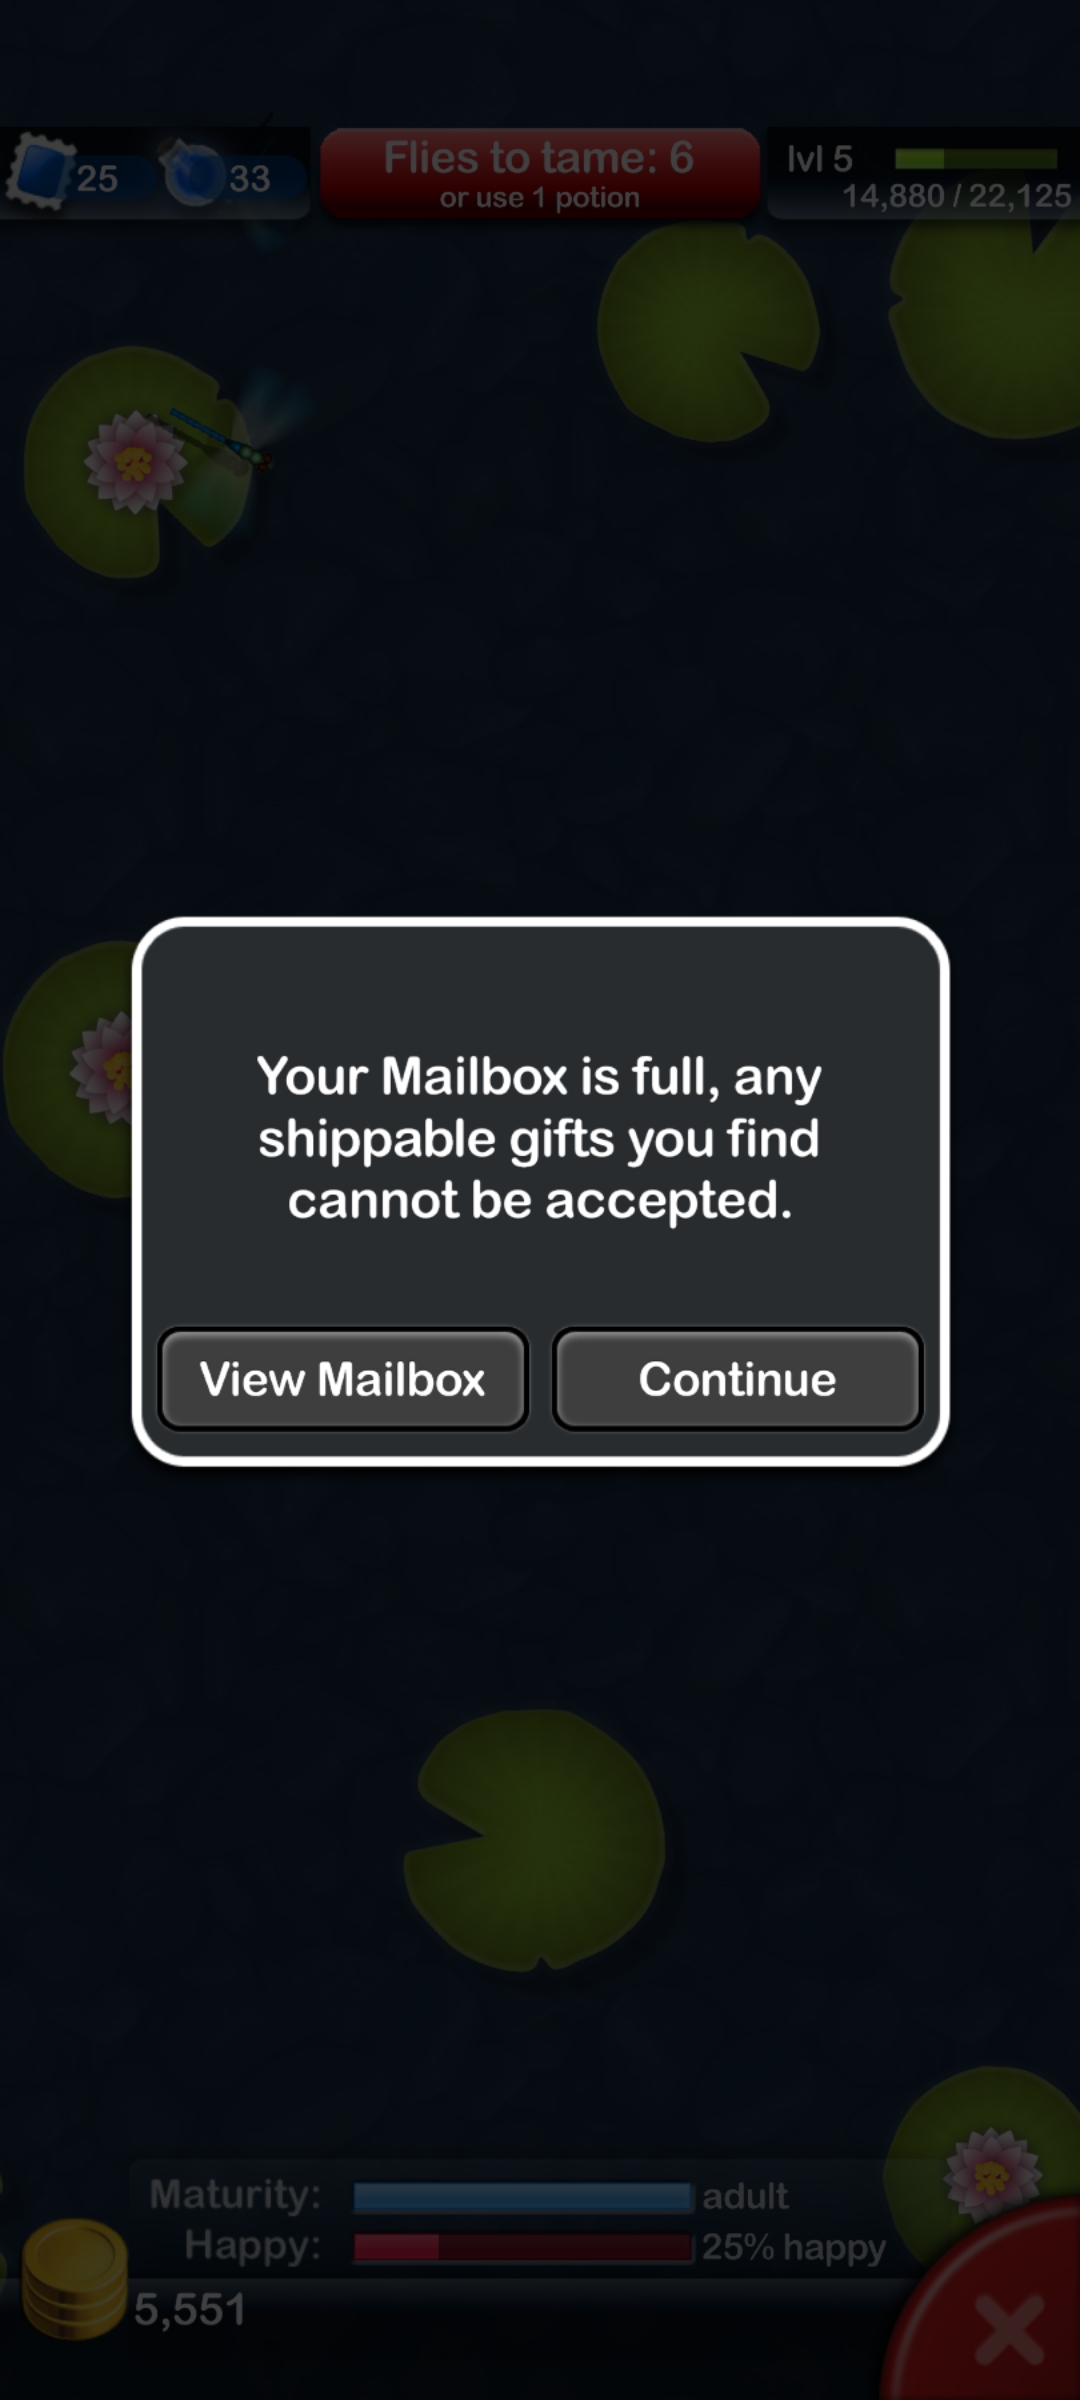 25
33
Flies to tame: 6
or use 1 potion
lvl 5
14,880 / 22,125
Your Mailbox is full, any
shippable gifts you find
cannot be accepted.
View Mailbox
Continue
Maturity:
adult
Happy:
25% happy
5,551